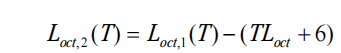 L_{oct,2}(T) = L_{oct,1}(T) − (TL_{oct} + 6)